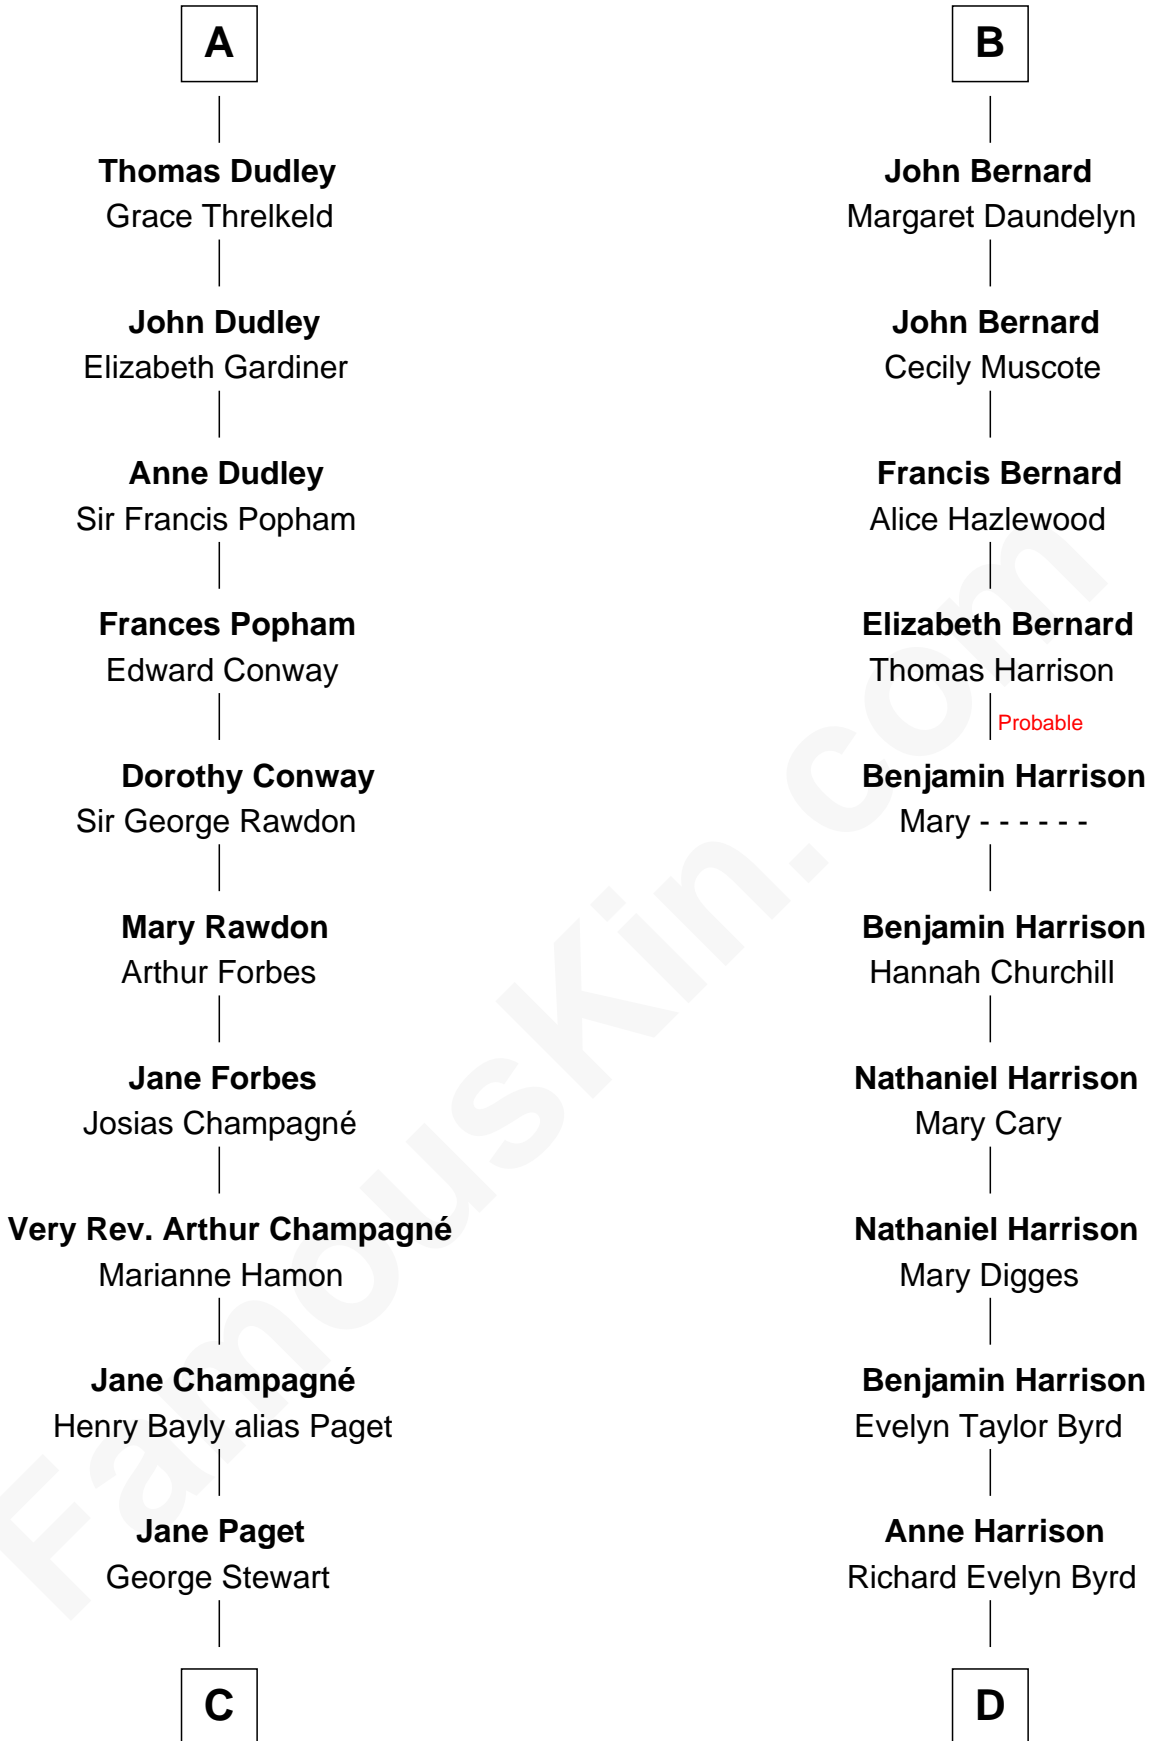 A
Thomas Dudley
Grace Threlkeld
John Dudley
Elizabeth Gardiner
Anne Dudley
Sir Francis Popham
Frances Popham
Edward Conway
Dorothy Conway
Sir George Rawdon
Mary Rawdon
Arthur Forbes
Jane Forbes
Josias Champagné
Very Rev. Arthur Champagné
Marianne Hamon
Jane Champagné
Henry Bayly alias Paget
Jane Paget
George Stewart
C
B
John Bernard
Margaret Daundelyn
John Bernard
Cecily Muscote
Francis Bernard
Alice Hazlewood
Elizabeth Bernard
Thomas Harrison
Probable
Benjamin Harrison
Mary - - - - - -
Benjamin Harrison
Hannah Churchill
Nathaniel Harrison
Mary Cary
Nathaniel Harrison
Mary Digges
Benjamin Harrison
Evelyn Taylor Byrd
Anne Harrison
Richard Evelyn Byrd
D
FamousKin.com